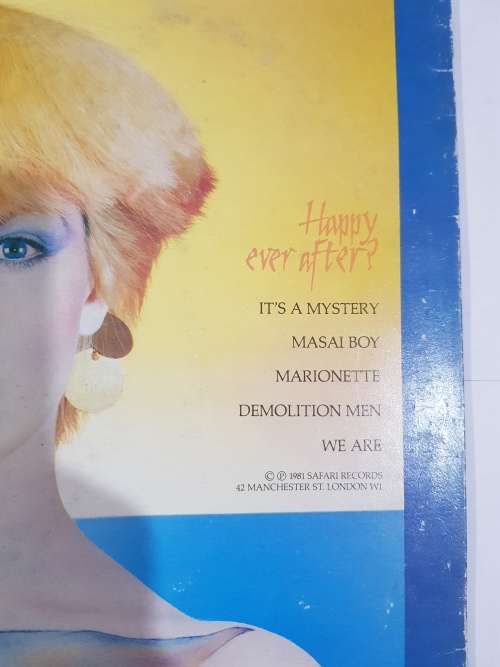 Happy
ever after?
IT'S A MYSTERY
MASAI BOY
MARIONETTE
DEMOLITION MEN
WE ARE
© ℗ 1981 SAFARI RECORDS
42 MANCHESTER ST. LONDON W1.